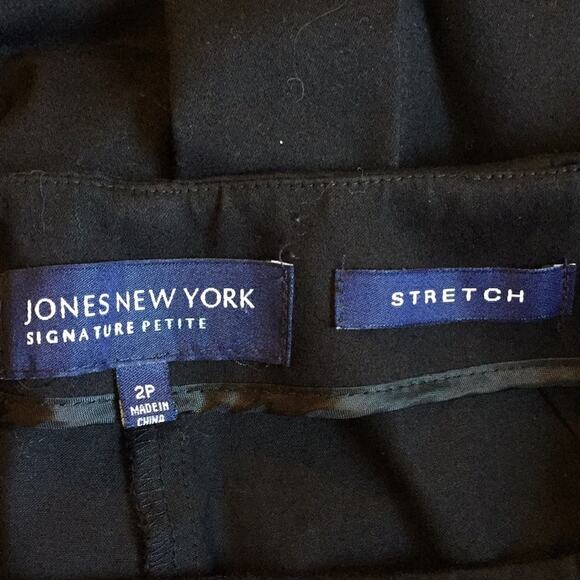 JONES NEW YORK
SIGNATURE PETITE
STRETCH
2P
MADE IN
CHINA